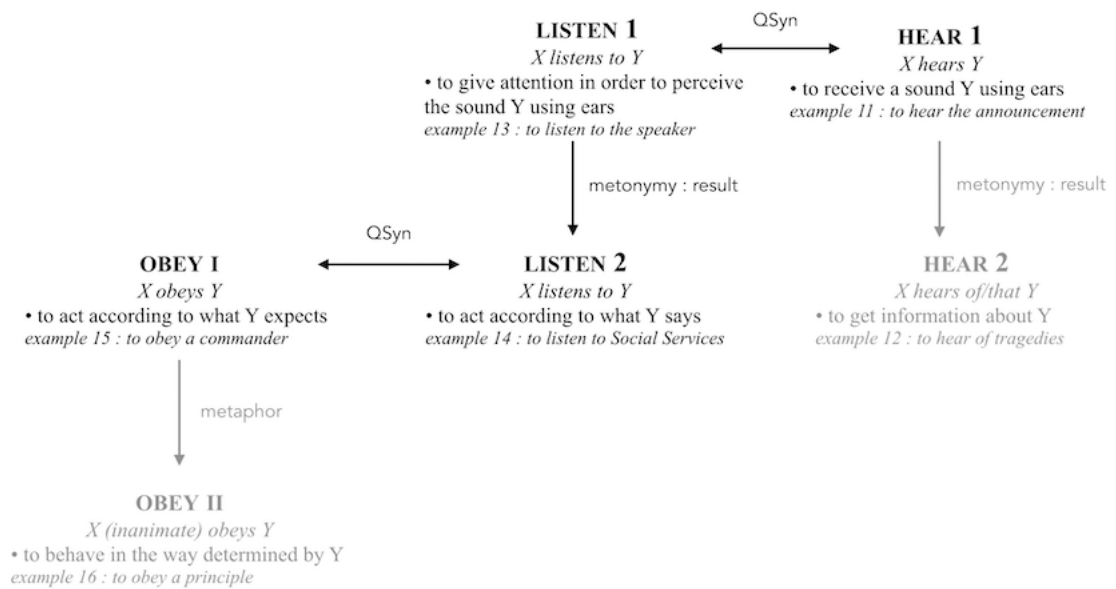 QSyn
LISTEN 1
X listens to Y
• to give attention in order to perceive
the sound Y using ears
example 13 : to listen to the speaker
HEAR 1
X hears Y
• to receive a sound Y using ears
example 11 : to hear the announcement
metonymy : result
metonymy : result
QSyn
OBEY I
X obeys Y
• to act according to what Y expects
example 15 : to obey a commander
LISTEN 2
X listens to Y
• to act according to what Y says
example 14 : to listen to Social Services
HEAR 2
X hears of/that Y
• to get information about Y
example 12 : to hear of tragedies
metaphor
OBEY II
X (inanimate) obeys Y
• to behave in the way determined by Y
example 16 : to obey a principle